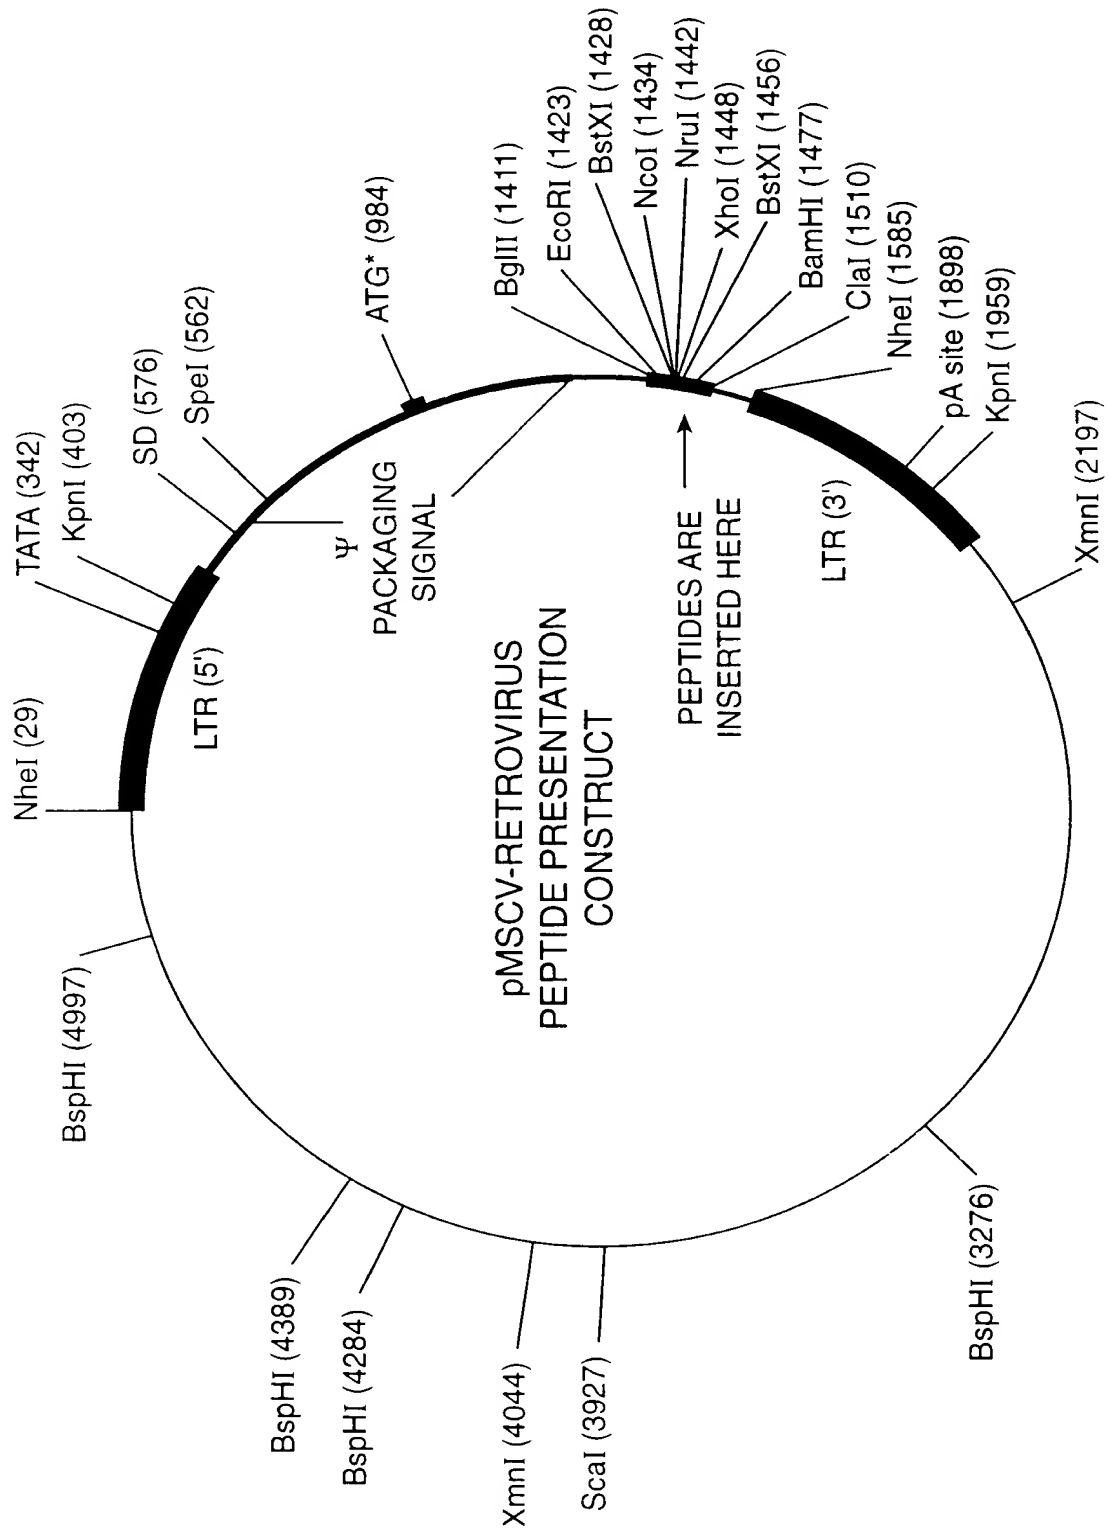 NheI (29)
TATA (342)
KpnI (403)
SD (576)
SpeI (562)
ATG* (984)
BglII (1411)
EcoRI (1423)
BstXI (1428)
NcoI (1434)
NruI (1442)
XhoI (1448)
BstXI (1456)
BamHI (1477)
ClaI (1510)
NheI (1585)
pA site (1898)
KpnI (1959)
XmnI (2197)
BspHI (3276)
ScaI (3927)
XmnI (4044)
BspHI (4284)
BspHI (4389)
BspHI (4997)
LTR (5')
Ψ
PACKAGING
SIGNAL
PEPTIDES ARE
INSERTED HERE
LTR (3')
pMSCV-RETROVIRUS
PEPTIDE PRESENTATION
CONSTRUCT